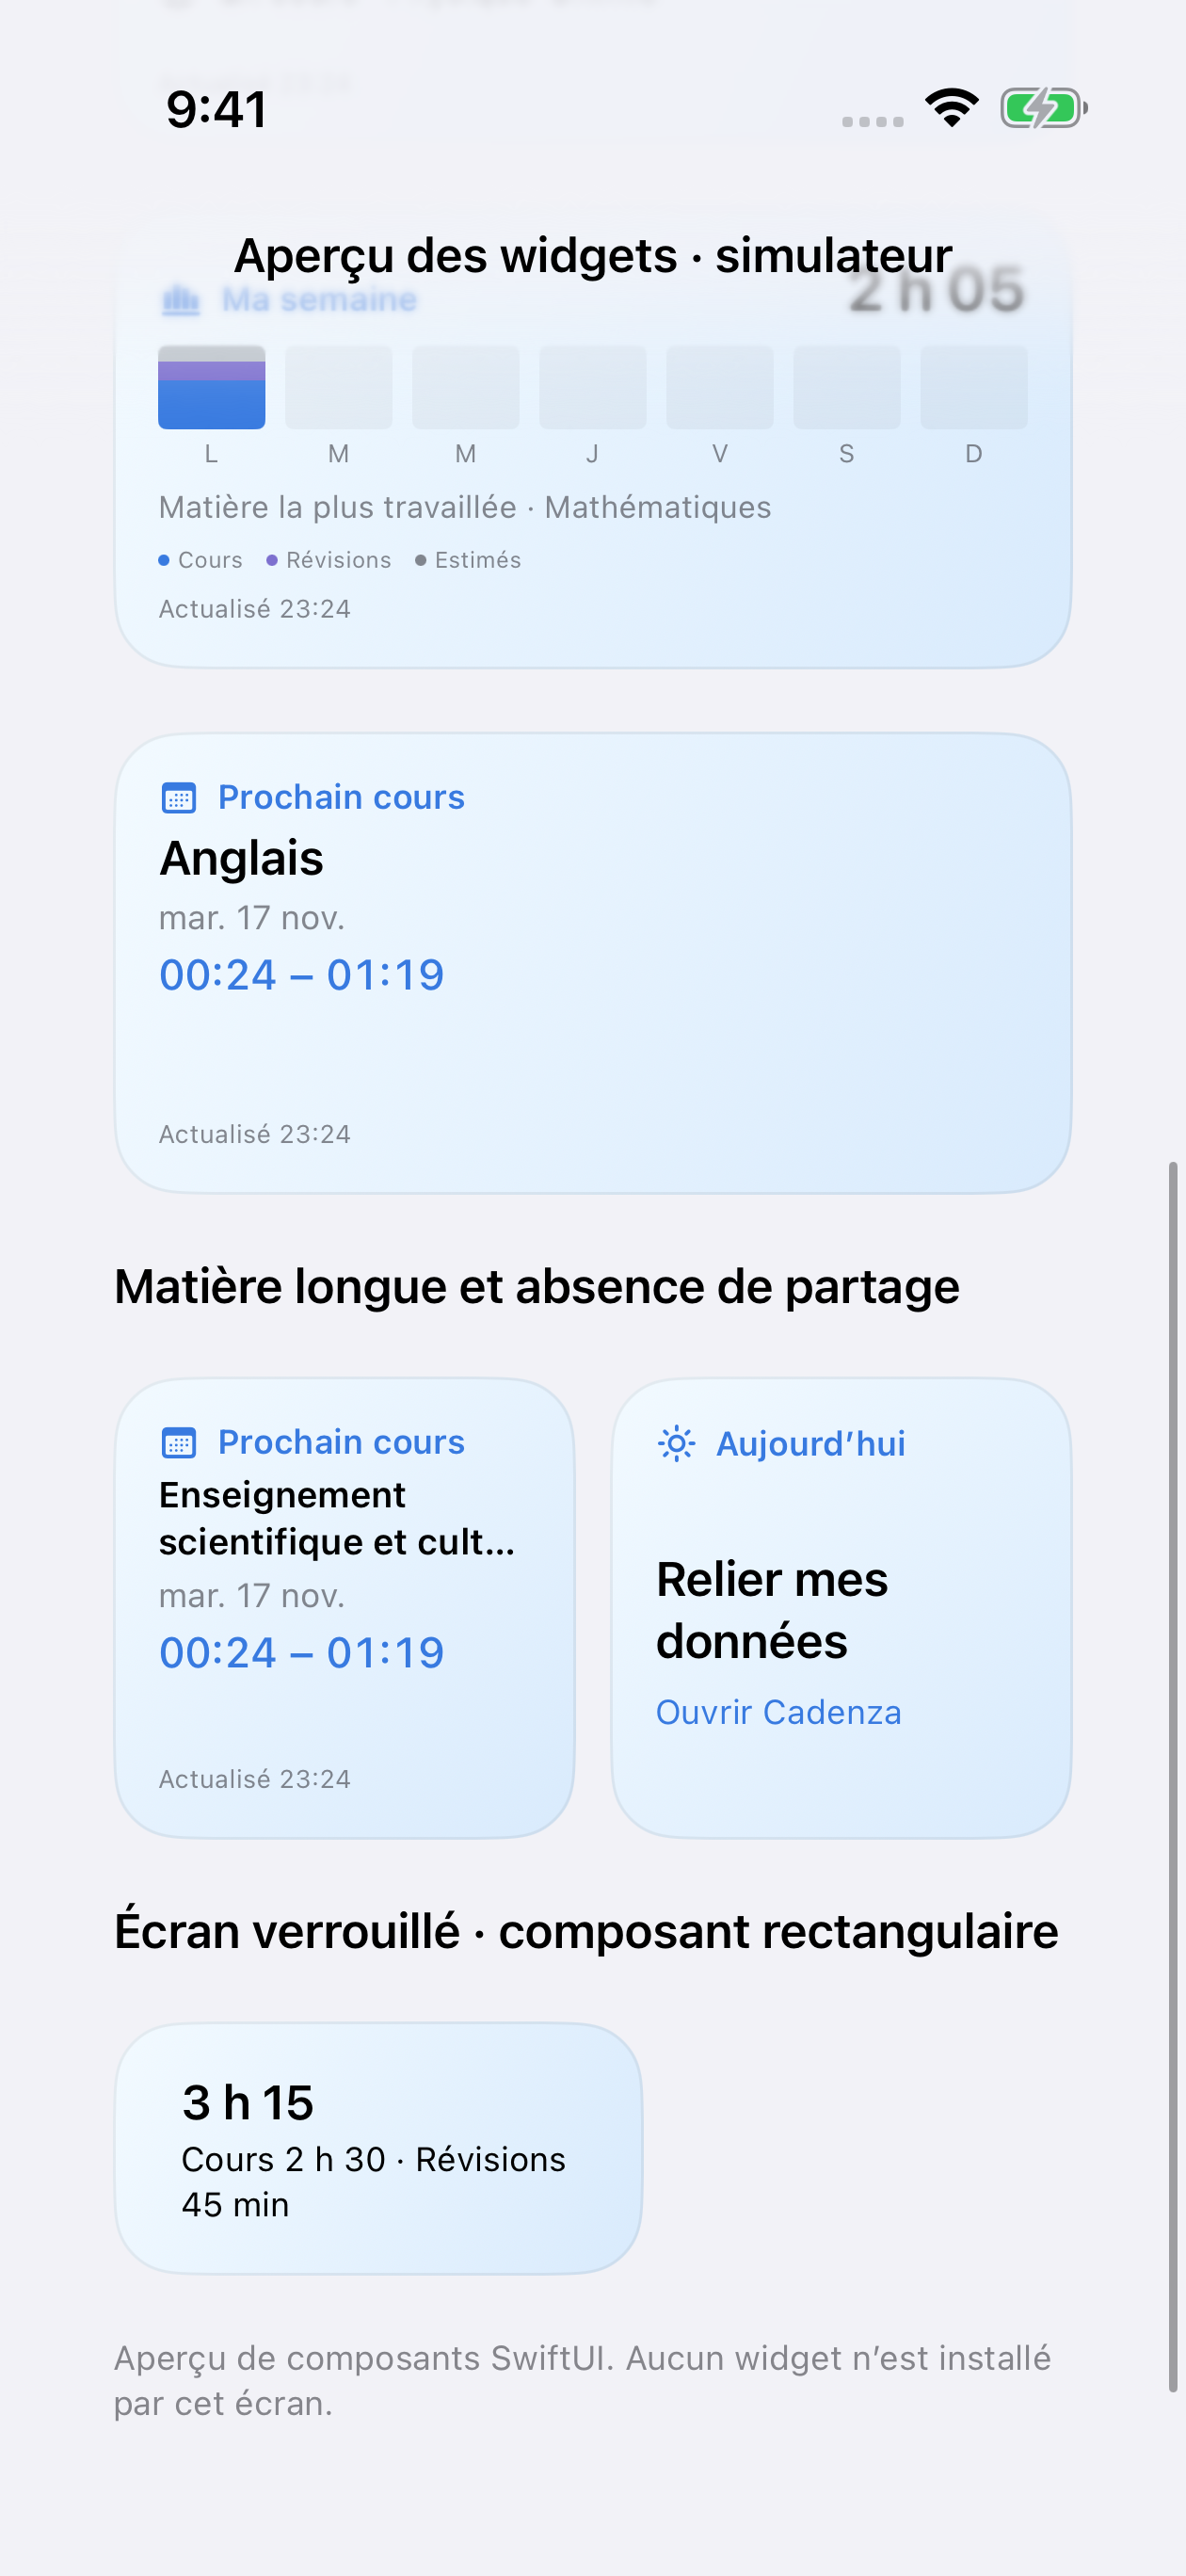 9:41
Aperçu des widgets · simulateur
Ma semaine
2 h 05
L M M J V S D
Matière la plus travaillée · Mathématiques
Cours Révisions Estimés
Actualisé 23:24
Prochain cours
Anglais
mar. 17 nov.
00:24 – 01:19
Actualisé 23:24
Matière longue et absence de partage
Prochain cours
Enseignement
scientifique et cult…
mar. 17 nov.
00:24 – 01:19
Actualisé 23:24
Aujourd’hui
Relier mes
données
Ouvrir Cadenza
Écran verrouillé · composant rectangulaire
3 h 15
Cours 2 h 30 · Révisions
45 min
Aperçu de composants SwiftUI. Aucun widget n’est installé
par cet écran.